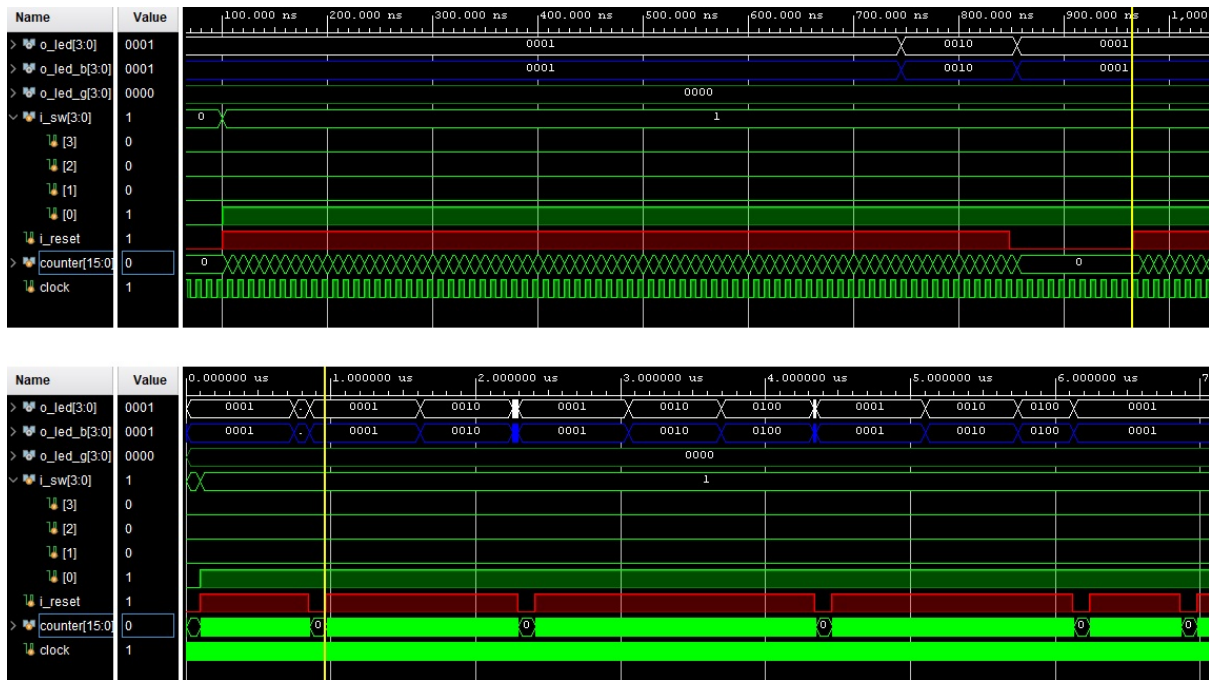 Name Value 100.000 ns 200.000 ns 300.000 ns 400.000 ns 500.000 ns 600.000 ns 700.000 ns 800.000 ns 900.000 ns 1,000
o_led[3:0] 0001 0001 0010 0001
o_led_b[3:0] 0001 0001 0010 0001
o_led_g[3:0] 0000 0000
i_sw[3:0] 1 0 1
[3] 0
[2] 0
[1] 0
[0] 1
i_reset 1
counter[15:0] 0 0 0
clock 1
Name Value 0.000000 us 1.000000 us 2.000000 us 3.000000 us 4.000000 us 5.000000 us 6.000000 us 7
o_led[3:0] 0001 0001 . 0001 0010 0001 0010 0100 0001 0010 0100 0001
o_led_b[3:0] 0001 0001 . 0001 0010 0001 0010 0100 0001 0010 0100 0001
o_led_g[3:0] 0000 0000
i_sw[3:0] 1 1
[3] 0
[2] 0
[1] 0
[0] 1
i_reset 1
counter[15:0] 0 0 0 0 0 0
clock 1